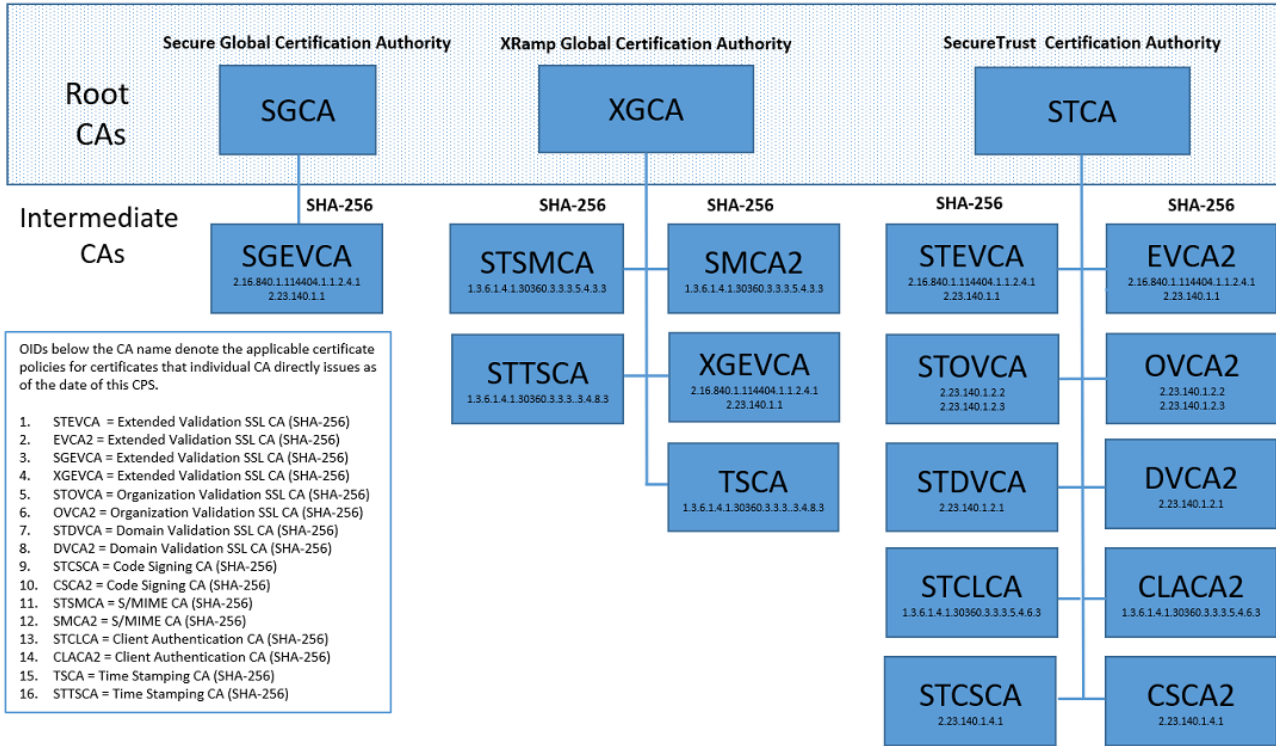 Secure Global Certification Authority
XRamp Global Certification Authority
SecureTrust Certification Authority
Root
CAs
SGCA
XGCA
STCA
Intermediate
CAs
SHA-256
SHA-256
SHA-256
SHA-256
SHA-256
SGEVCA
2.16.840.1.114404.1.1.2.4.1
2.23.140.1.1
STSMCA
1.3.6.1.4.1.30360.3.3.3.5.4.3.3
SMCA2
1.3.6.1.4.1.30360.3.3.3.5.4.3.3
STEVCA
2.16.840.1.114404.1.1.2.4.1
2.23.140.1.1
EVCA2
2.16.840.1.114404.1.1.2.4.1
2.23.140.1.1
STTSCA
1.3.6.1.4.1.30360.3.3.3..3.4.8.3
XGEVCA
2.16.840.1.114404.1.1.2.4.1
2.23.140.1.1
STOVCA
2.23.140.1.2.2
2.23.140.1.2.3
OVCA2
2.23.140.1.2.2
2.23.140.1.2.3
TSCA
1.3.6.1.4.1.30360.3.3.3..3.4.8.3
STDVCA
2.23.140.1.2.1
DVCA2
2.23.140.1.2.1
STCLCA
1.3.6.1.4.1.30360.3.3.3.5.4.6.3
CLACA2
1.3.6.1.4.1.30360.3.3.3.5.4.6.3
STCSCA
2.23.140.1.4.1
CSCA2
2.23.140.1.4.1
OIDs below the CA name denote the applicable certificate
policies for certificates that individual CA directly issues as
of the date of this CPS.
1. STEVCA = Extended Validation SSL CA (SHA-256)
2. EVCA2 = Extended Validation SSL CA (SHA-256)
3. SGEVCA = Extended Validation SSL CA (SHA-256)
4. XGEVCA = Extended Validation SSL CA (SHA-256)
5. STOVCA = Organization Validation SSL CA (SHA-256)
6. OVCA2 = Organization Validation SSL CA (SHA-256)
7. STDVCA = Domain Validation SSL CA (SHA-256)
8. DVCA2 = Domain Validation SSL CA (SHA-256)
9. STCSCA = Code Signing CA (SHA-256)
10. CSCA2 = Code Signing CA (SHA-256)
11. STSMCA = S/MIME CA (SHA-256)
12. SMCA2 = S/MIME CA (SHA-256)
13. STCLCA = Client Authentication CA (SHA-256)
14. CLACA2 = Client Authentication CA (SHA-256)
15. TSCA = Time Stamping CA (SHA-256)
16. STTSCA = Time Stamping CA (SHA-256)